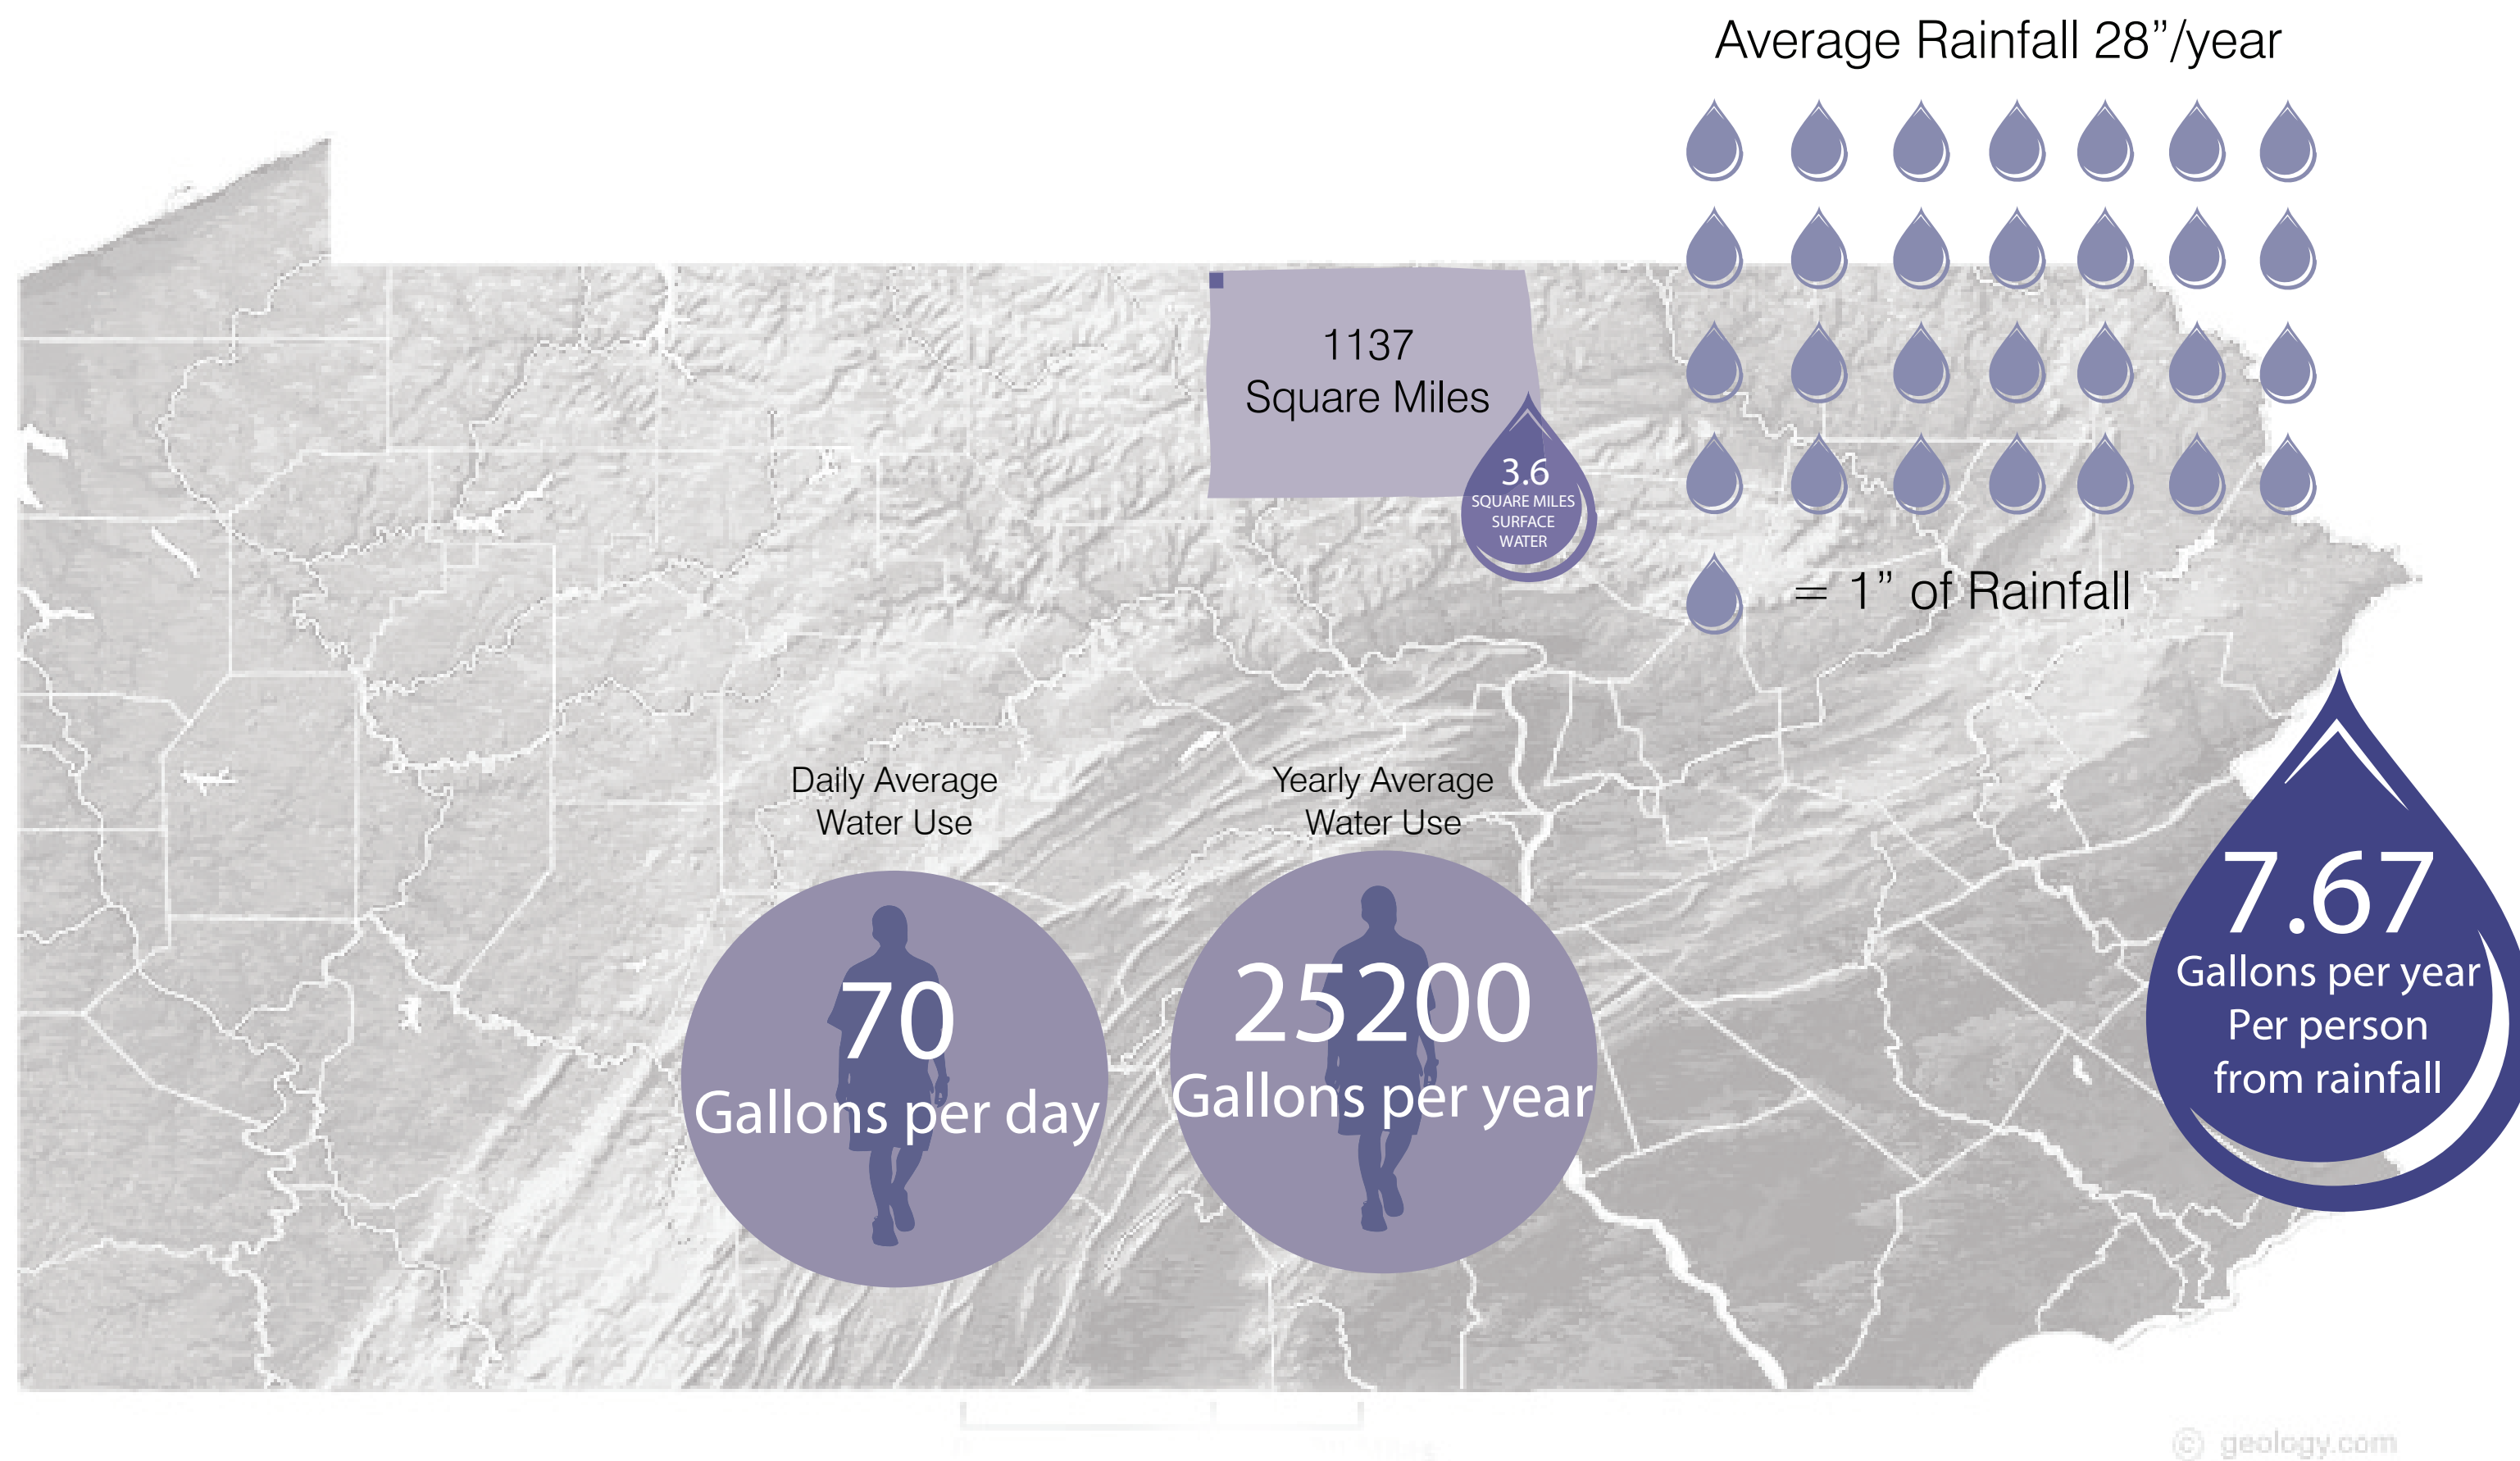 Average Rainfall 28”/year
1137
Square Miles
3.6
SQUARE MILES
SURFACE
WATER
= 1” of Rainfall
Daily Average
Water Use
70
Gallons per day
Yearly Average
Water Use
25200
Gallons per year
7.67
Gallons per year
Per person
from rainfall
© geology.com